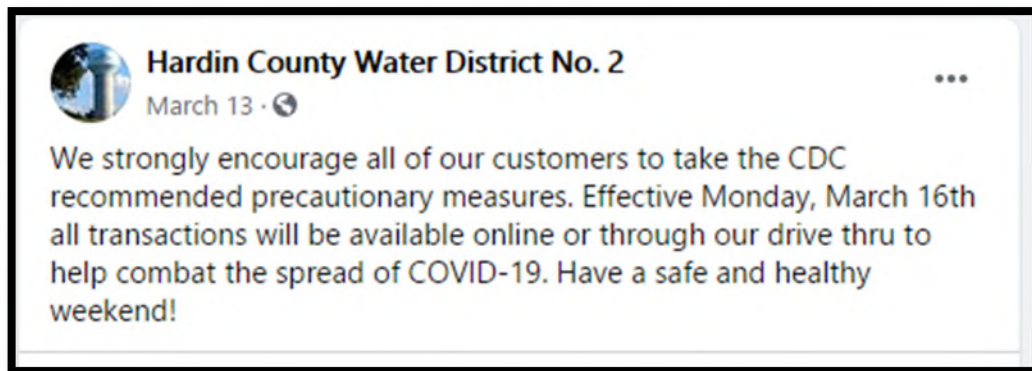 Hardin County Water District No. 2
March 13 ·
We strongly encourage all of our customers to take the CDC
recommended precautionary measures. Effective Monday, March 16th
all transactions will be available online or through our drive thru to
help combat the spread of COVID-19. Have a safe and healthy
weekend!